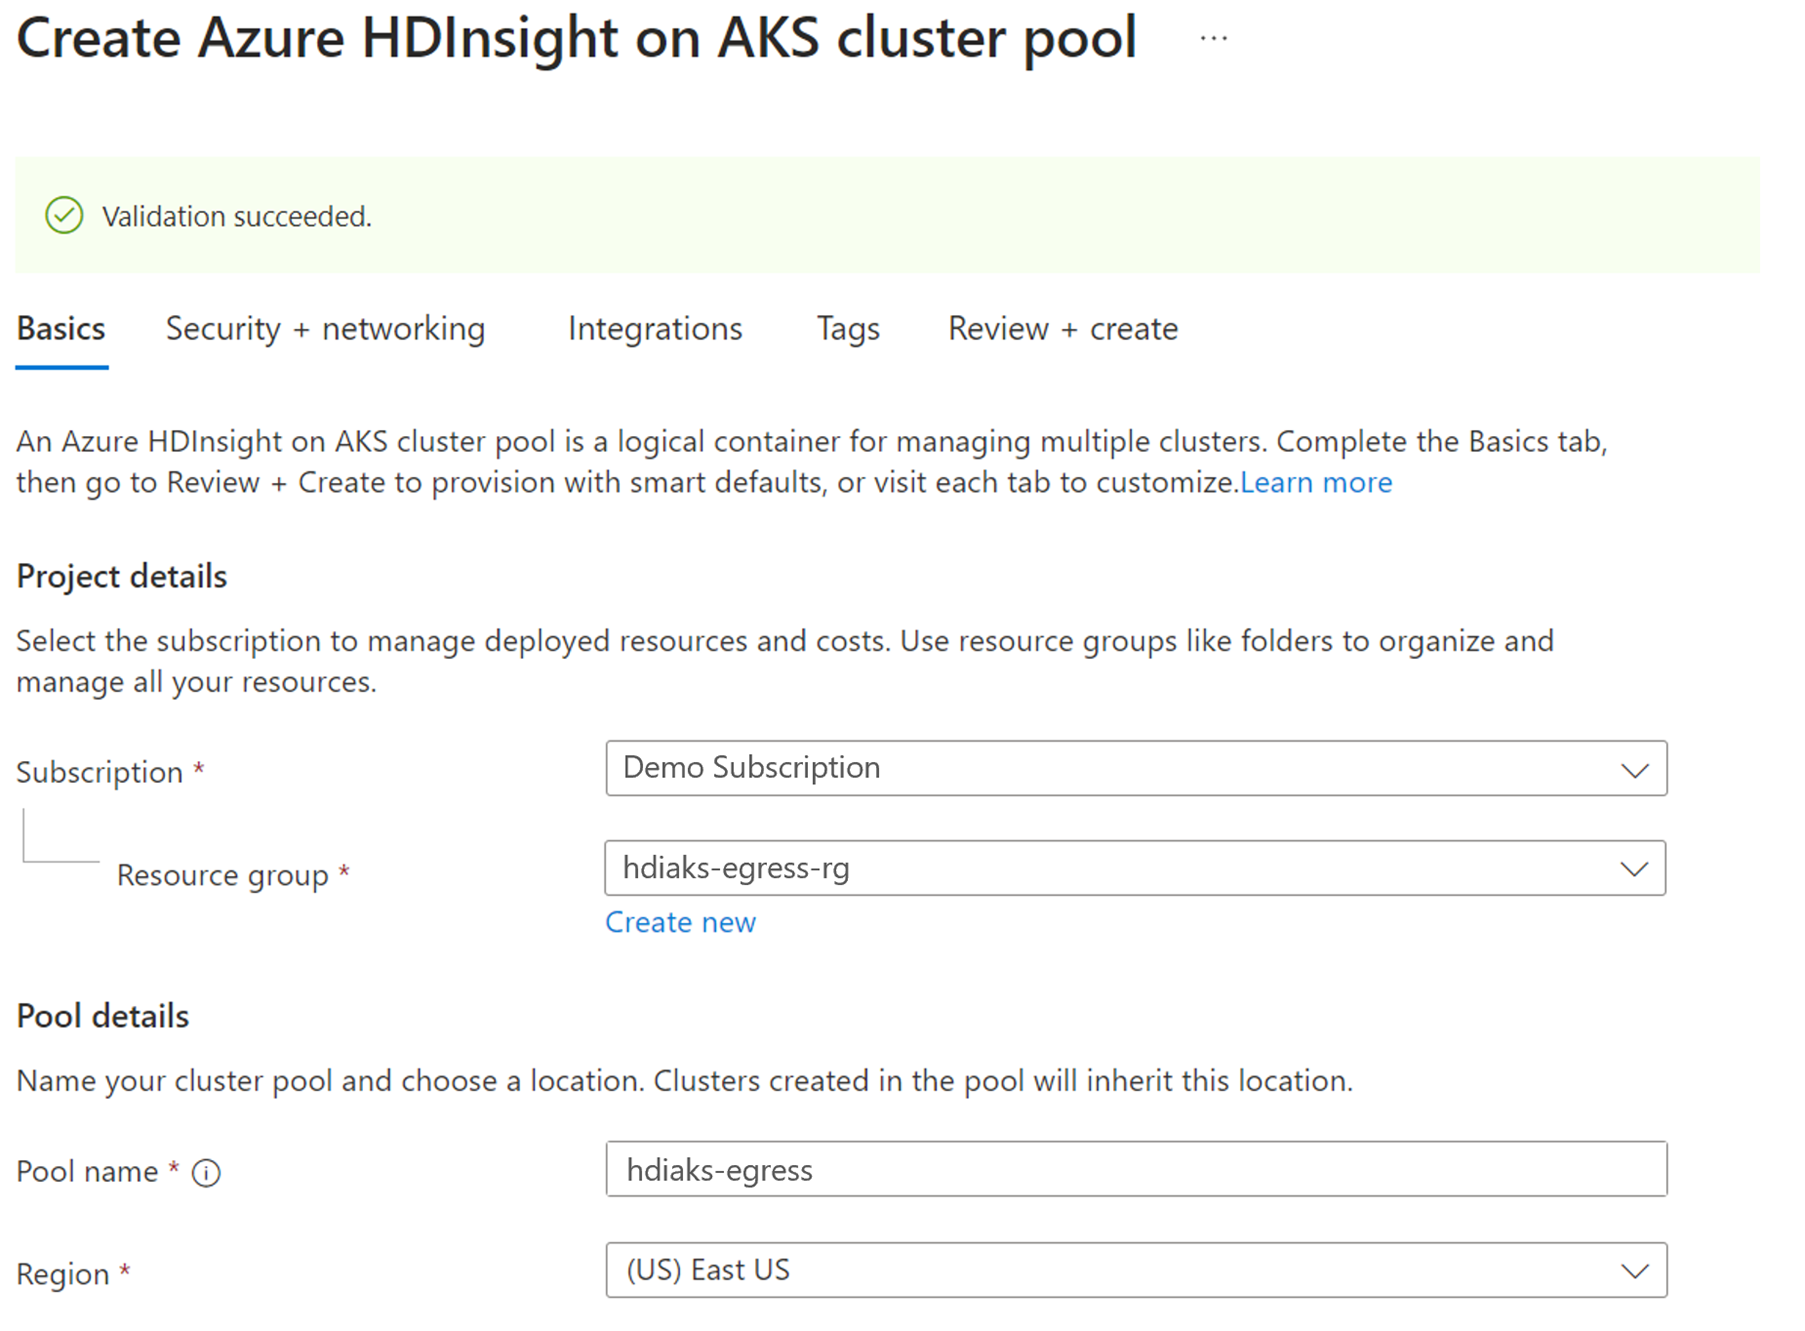 Create Azure HDInsight on AKS cluster pool ...
Validation succeeded.
Basics Security + networking Integrations Tags Review + create
An Azure HDInsight on AKS cluster pool is a logical container for managing multiple clusters. Complete the Basics tab,
then go to Review + Create to provision with smart defaults, or visit each tab to customize.Learn more
Project details
Select the subscription to manage deployed resources and costs. Use resource groups like folders to organize and
manage all your resources.
Subscription * Demo Subscription
Resource group * hdiaks-egress-rg
Create new
Pool details
Name your cluster pool and choose a location. Clusters created in the pool will inherit this location.
Pool name * hdiaks-egress
Region * (US) East US